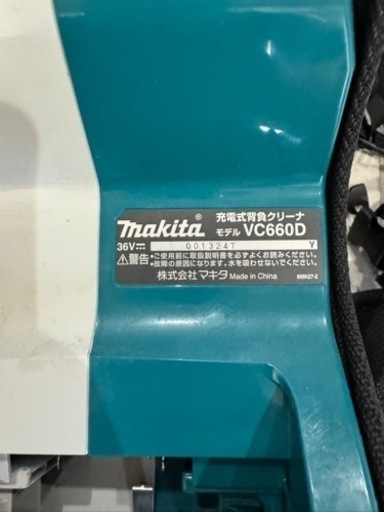 makita® 充電式背負クリーナ
モデル VC660D
36V⎓ 0013247 Y
⚠警告 •ご使用前に取扱説明書を必ずよくお読みください。
•故障の原因になります。水を吸わせないでください。
株式会社 マキタ Made in China